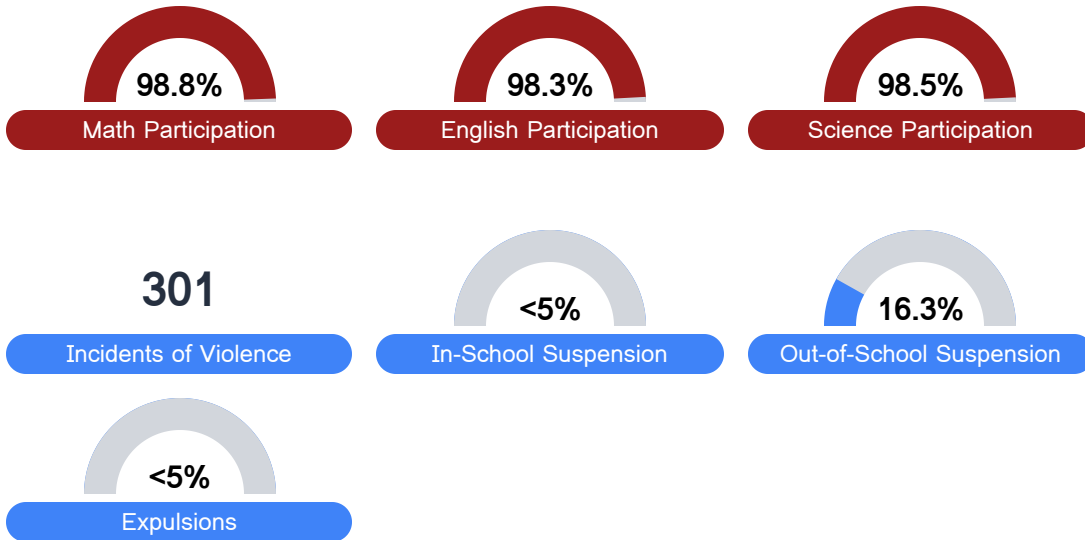 98.8%
Math Participation
98.3%
English Participation
98.5%
Science Participation
301
Incidents of Violence
<5%
In-School Suspension
16.3%
Out-of-School Suspension
<5%
Expulsions